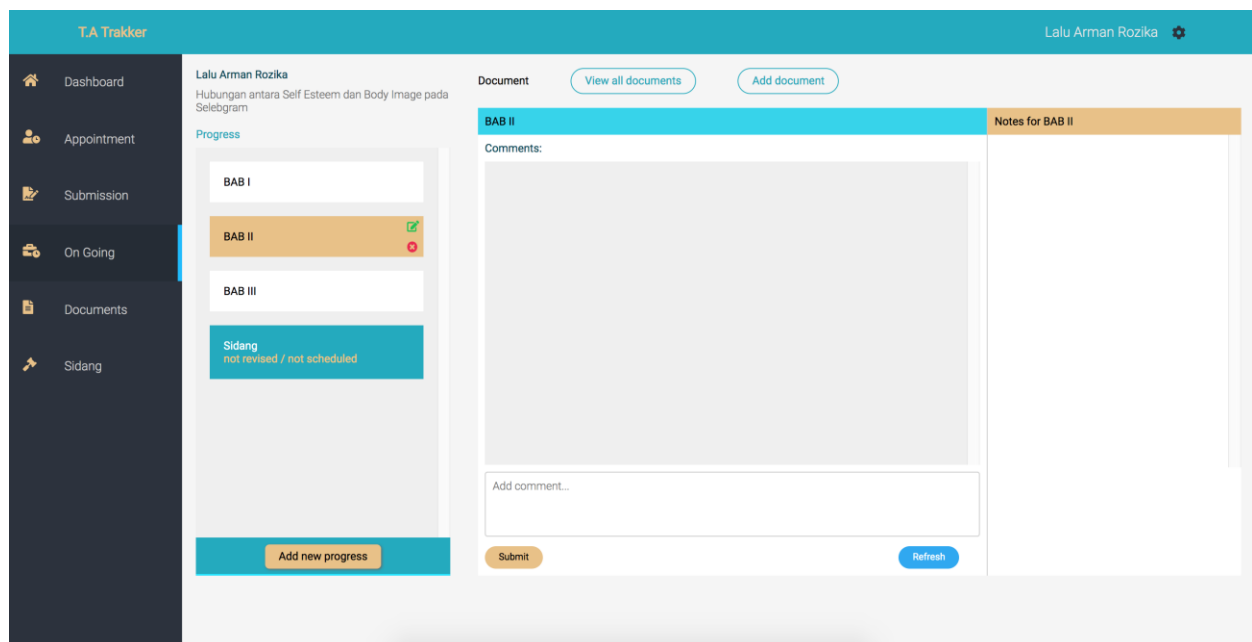 T.A Trakker
Lalu Arman Rozika
Dashboard
Appointment
Submission
On Going
Documents
Sidang
Lalu Arman Rozika
Hubungan antara Self Esteem dan Body Image pada
Selebgram
Progress
BAB I
BAB II
BAB III
Sidang
not revised / not scheduled
Add new progress
Document
View all documents
Add document
BAB II
Comments:
Add comment...
Submit
Refresh
Notes for BAB II